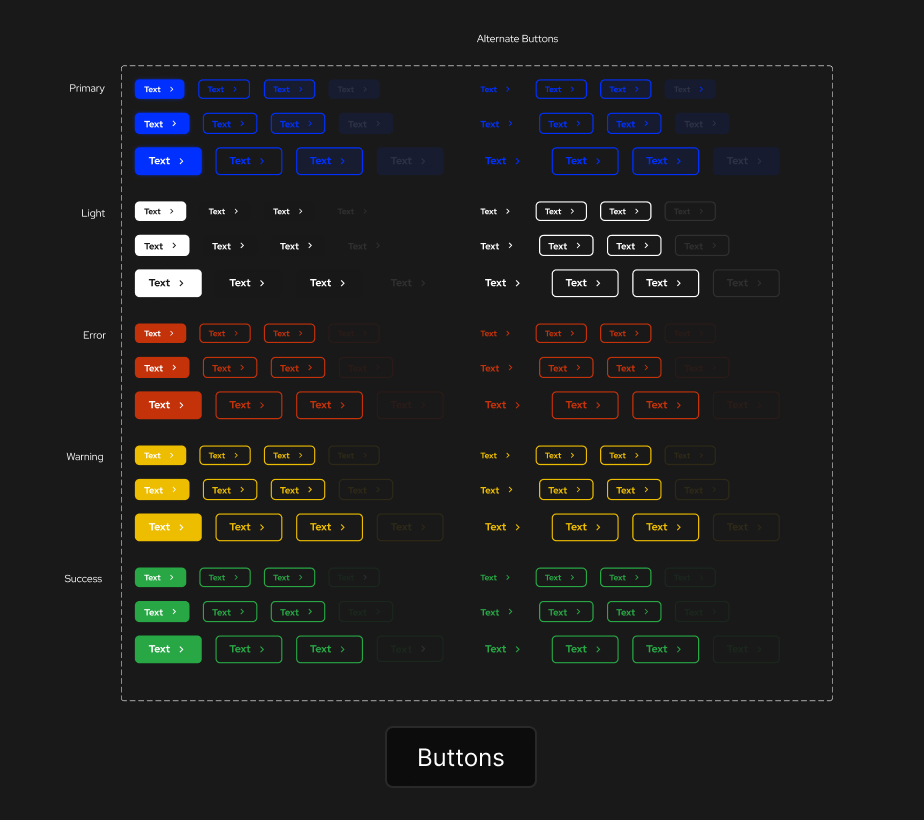 Alternate Buttons
Primary Text Text Text Text Text Text Text Text
Text Text Text Text Text Text Text Text
Text Text Text Text Text Text Text Text
Light Text Text Text Text Text Text Text Text
Text Text Text Text Text Text Text Text
Text Text Text Text Text Text Text Text
Error Text Text Text Text Text Text Text Text
Text Text Text Text Text Text Text Text
Text Text Text Text Text Text Text Text
Warning Text Text Text Text Text Text Text Text
Text Text Text Text Text Text Text Text
Text Text Text Text Text Text Text Text
Success Text Text Text Text Text Text Text Text
Text Text Text Text Text Text Text Text
Text Text Text Text Text Text Text Text
Buttons